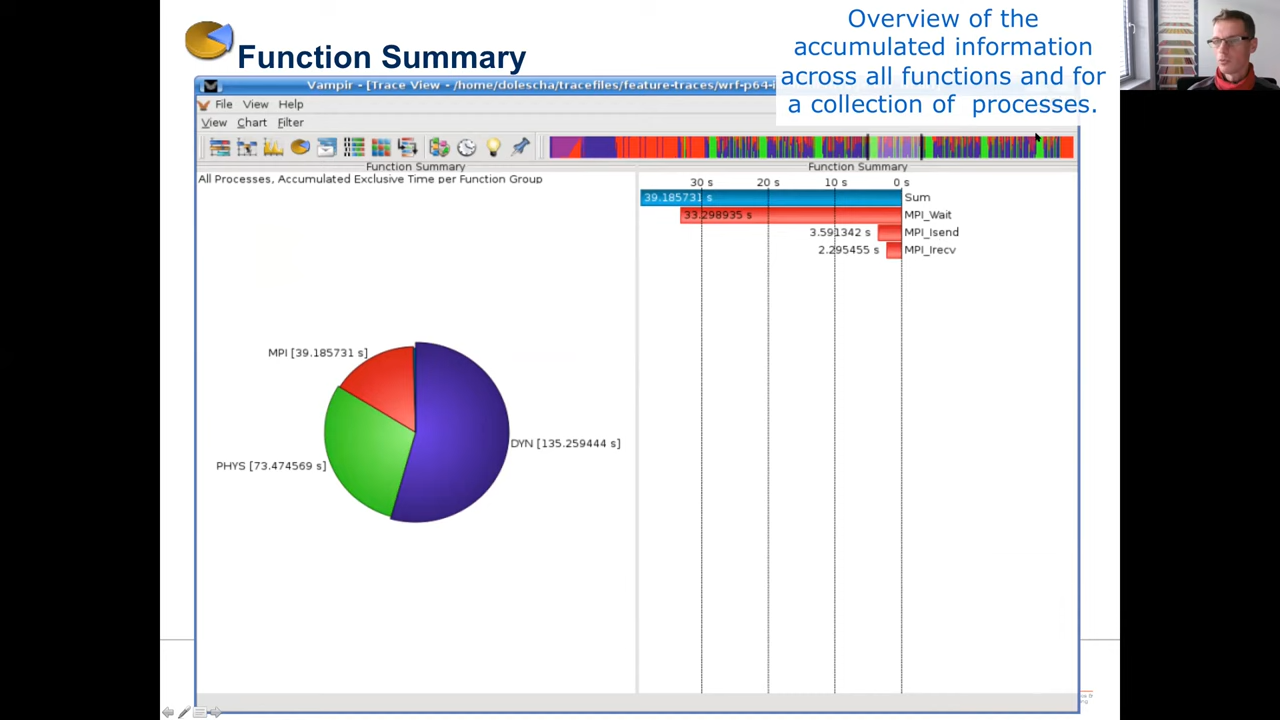 Function Summary
Overview of the
accumulated information
across all functions and for
a collection of processes.
Vampir - [Trace View - /home/dolescha/tracefiles/feature-traces/wrf-p64-i
File View Help
View Chart Filter
Function Summary
All Processes, Accumulated Exclusive Time per Function Group
MPI [39.185731 s]
DYN [135.259444 s]
PHYS [73.474569 s]
Function Summary
30 s 20 s 10 s 0 s
39.185731 s Sum
33.298935 s MPI_Wait
3.591342 s MPI_Isend
2.295455 s MPI_Irecv